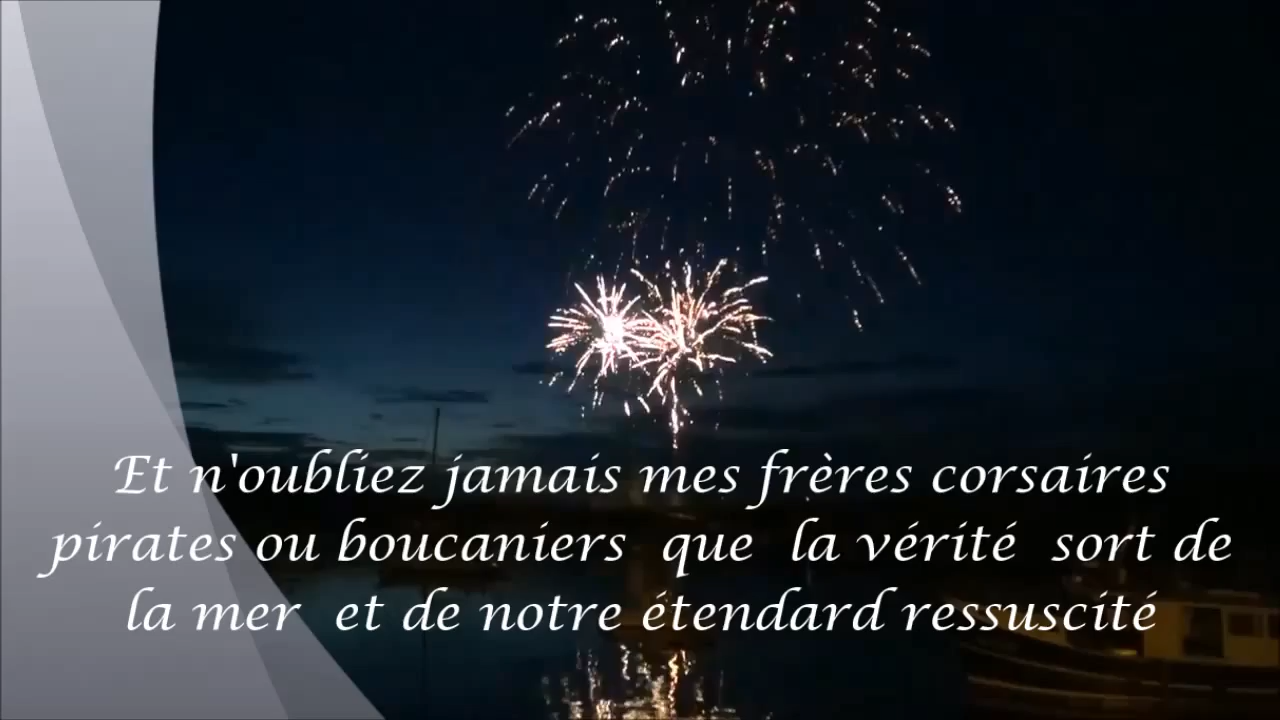 Et n'oubliez jamais mes frères corsaires
pirates ou boucaniers que la vérité sort de
la mer et de notre étendard ressuscité